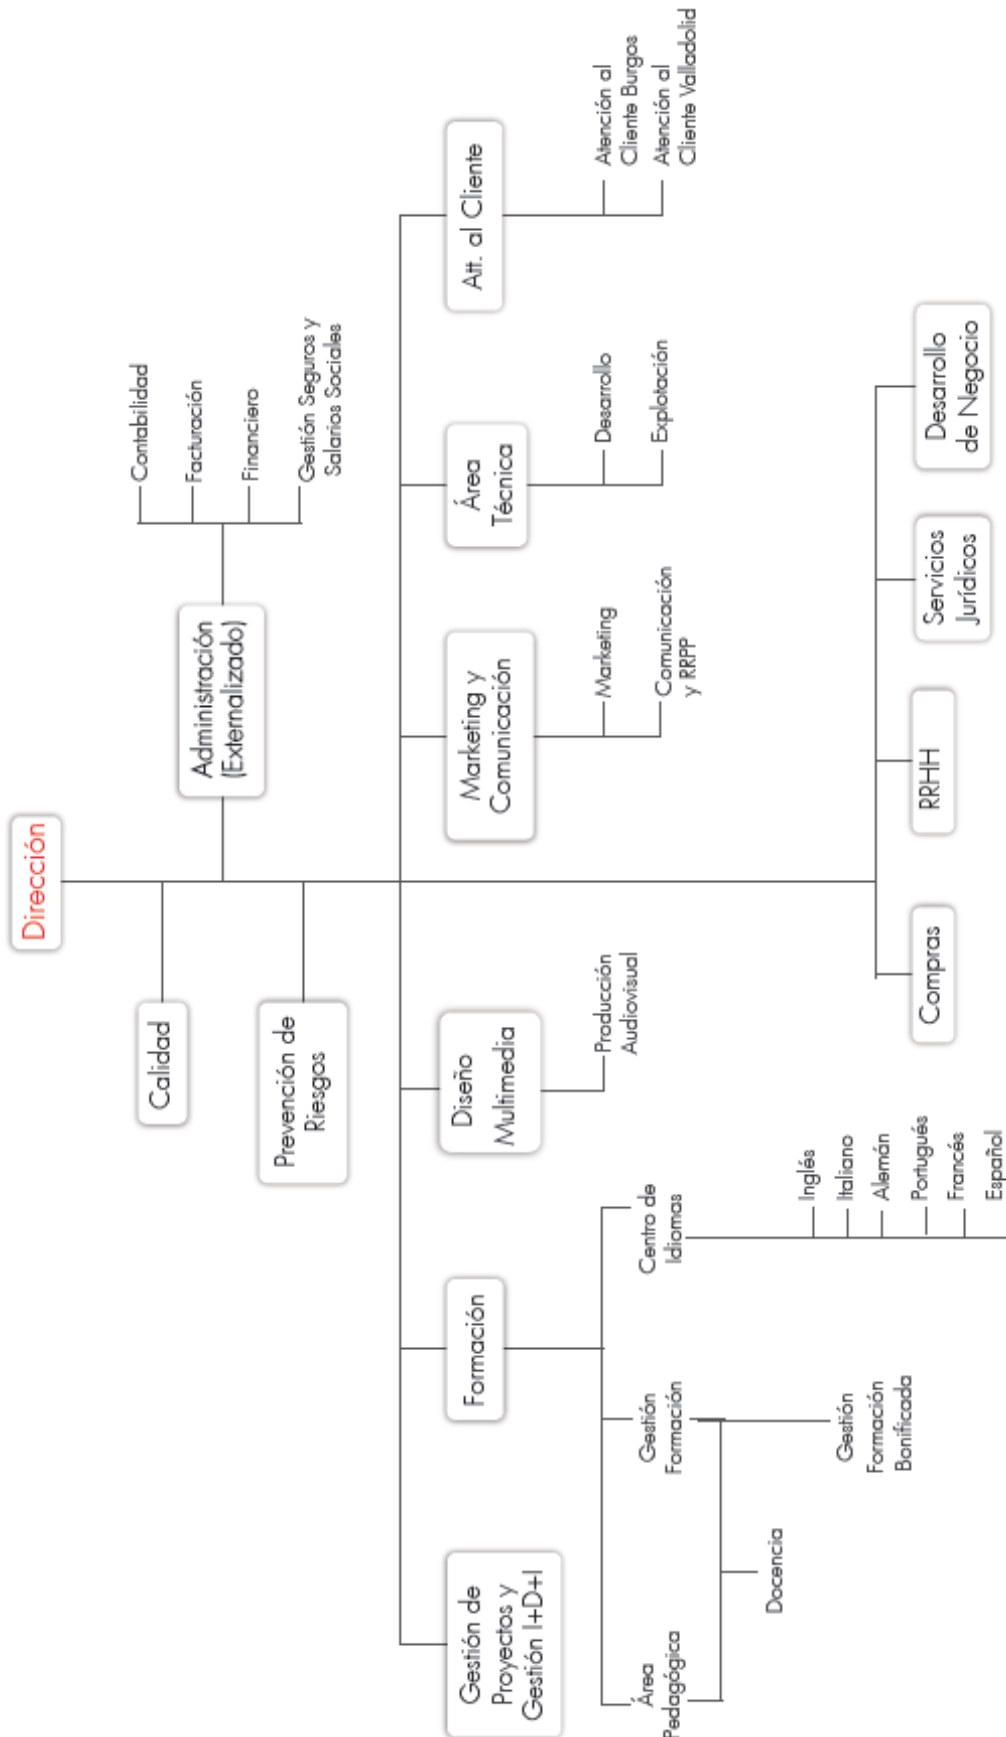 Dirección
Calidad
Prevención de
Riesgos
Administración
(Externalizado)
Contabilidad
Facturación
Financiero
Gestión Seguros y
Salarios Sociales
Gestión de
Proyectos y
Gestión I+D+I
Formación
Diseño
Multimedia
Marketing y
Comunicación
Área
Técnica
Att. al Cliente
Área
Pedagógica
Gestión
Formación
Centro de
Idiomas
Producción
Audiovisual
Marketing
Comunicación
y RRPP
Desarrollo
Explotación
Atención al
Cliente Burgos
Atención al
Cliente Valladolid
Docencia
Gestión
Formación
Bonificada
Inglés
Italiano
Alemán
Portugués
Francés
Español
Compras
RRHH
Servicios
Jurídicos
Desarrollo
de Negocio